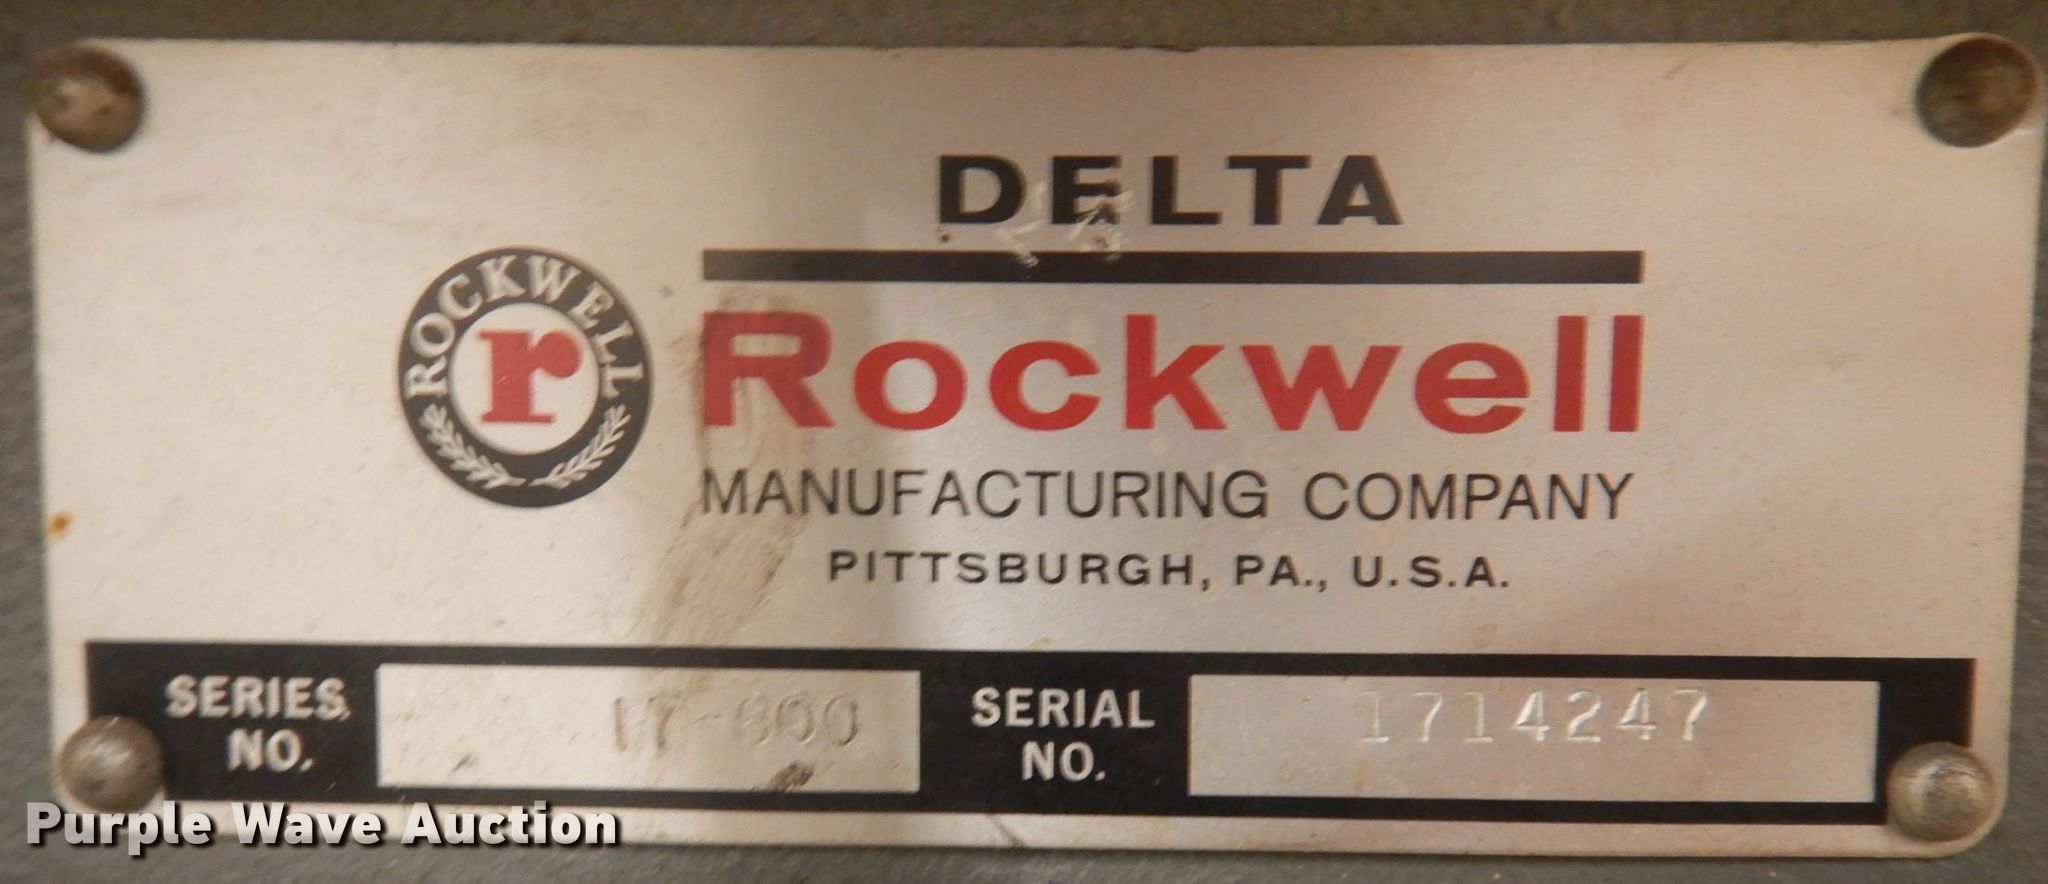 DELTA
ROCKWELL
r
Rockwell
MANUFACTURING COMPANY
PITTSBURGH, PA., U.S.A.
SERIES NO.
17-600
SERIAL NO.
1714247
Purple Wave Auction